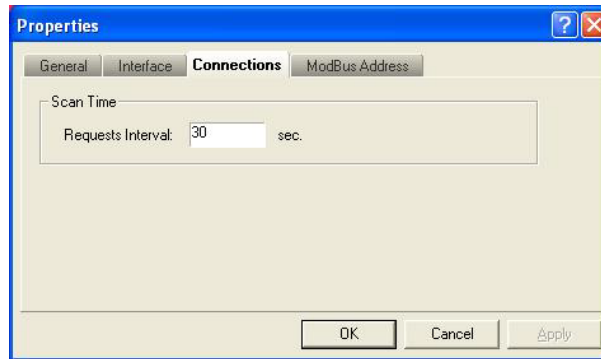 Properties
General Interface Connections ModBus Address
Scan Time
Requests Interval: 30 sec.
OK Cancel Apply